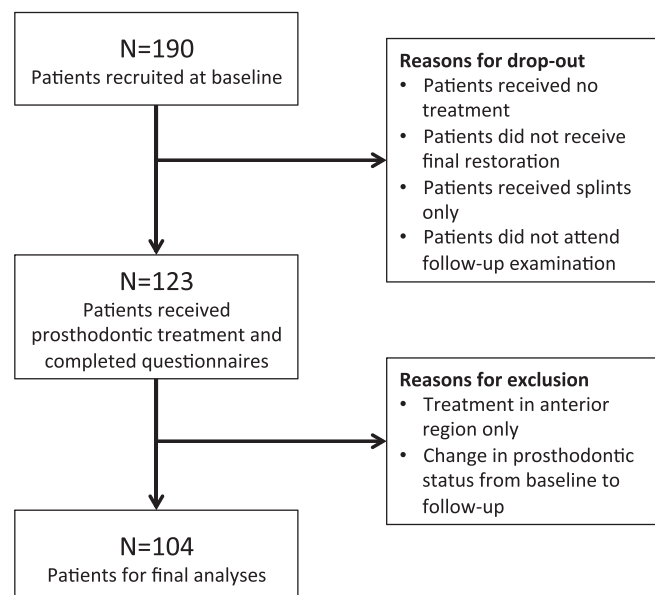 N=190
Patients recruited at baseline
Reasons for drop-out
• Patients received no
treatment
• Patients did not receive
final restoration
• Patients received splints
only
• Patients did not attend
follow-up examination
N=123
Patients received
prosthodontic treatment and
completed questionnaires
Reasons for exclusion
• Treatment in anterior
region only
• Change in prosthodontic
status from baseline to
follow-up
N=104
Patients for final analyses